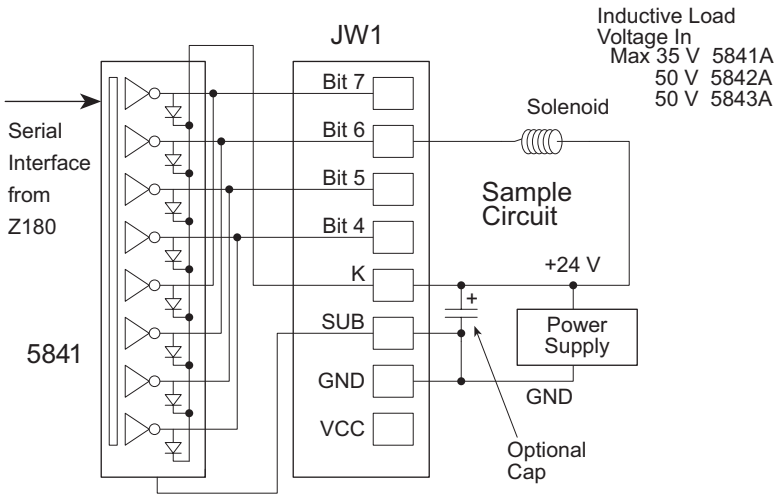 Inductive Load
Voltage In
Max 35 V 5841A
50 V 5842A
50 V 5843A
JW1
Bit 7
Bit 6
Bit 5
Bit 4
K
SUB
GND
VCC
Serial
Interface
from
Z180
5841
Solenoid
Sample
Circuit
+24 V
+
Power
Supply
GND
Optional
Cap